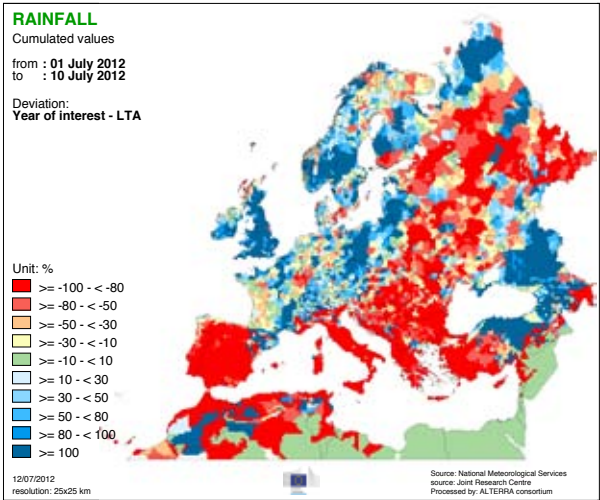 RAINFALL
Cumulated values
from : 01 July 2012
to : 10 July 2012
Deviation:
Year of interest - LTA
Unit: %
>= -100 - < -80
>= -80 - < -50
>= -50 - < -30
>= -30 - < -10
>= -10 - < 10
>= 10 - < 30
>= 30 - < 50
>= 50 - < 80
>= 80 - < 100
>= 100
12/07/2012
resolution: 25x25 km
Source: National Meteorological Services
source: Joint Research Centre
Processed by: ALTERRA consortium